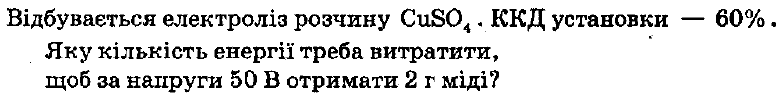 Відбувається електроліз розчину CuSO₄. ККД установки — 60%.
Яку кількість енергії треба витратити,
щоб за напруги 50 В отримати 2 г міді?